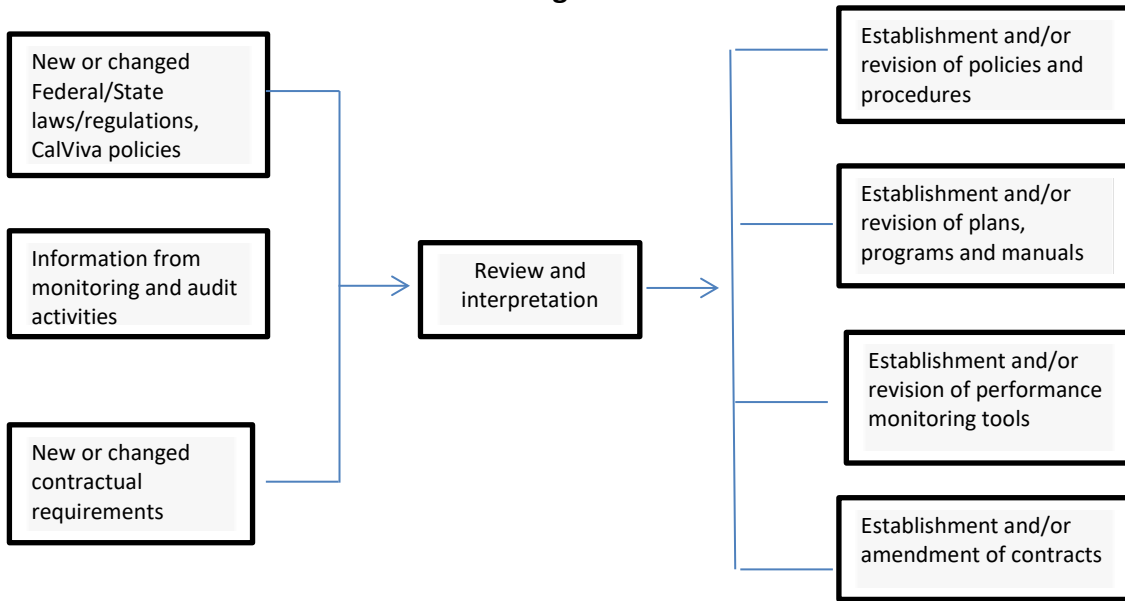 New or changed
Federal/State
laws/regulations,
CalViva policies
Information from
monitoring and audit
activities
New or changed
contractual
requirements
Review and
interpretation
Establishment and/or
revision of policies and
procedures
Establishment and/or
revision of plans,
programs and manuals
Establishment and/or
revision of performance
monitoring tools
Establishment and/or
amendment of contracts